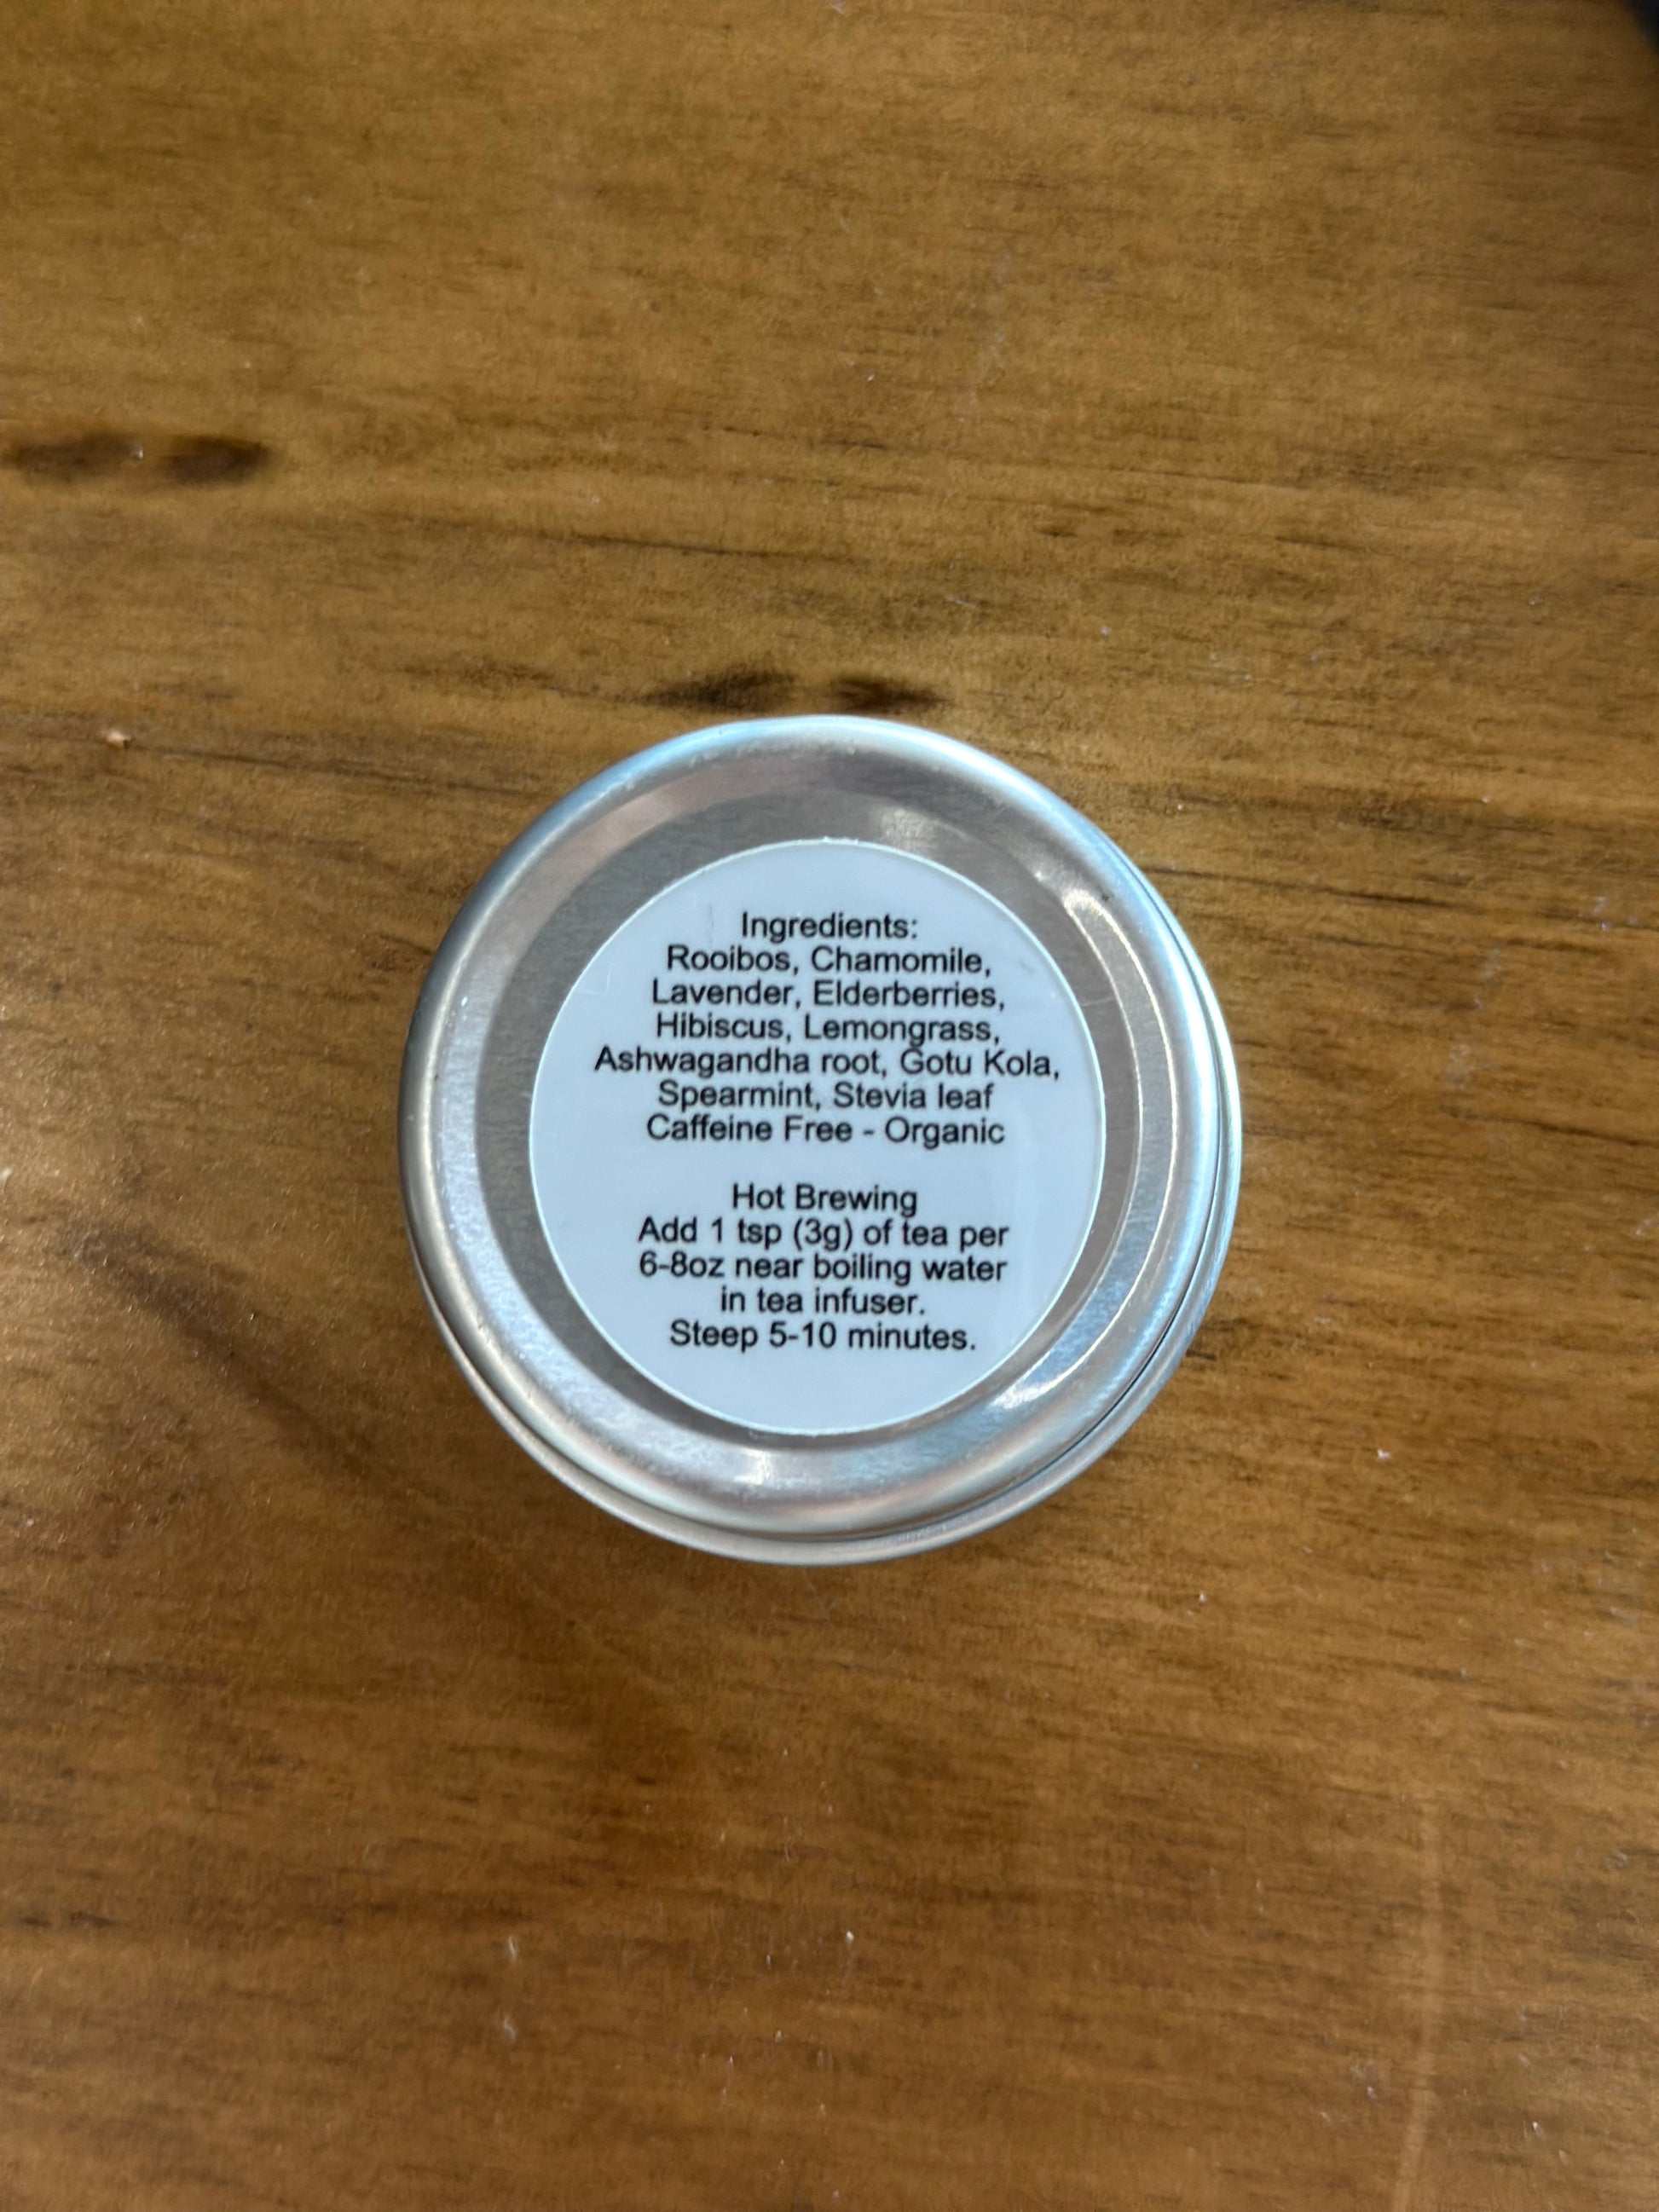 Ingredients:
Rooibos, Chamomile,
Lavender, Elderberries,
Hibiscus, Lemongrass,
Ashwagandha root, Gotu Kola,
Spearmint, Stevia leaf
Caffeine Free - Organic
Hot Brewing
Add 1 tsp (3g) of tea per
6-8oz near boiling water
in tea infuser.
Steep 5-10 minutes.